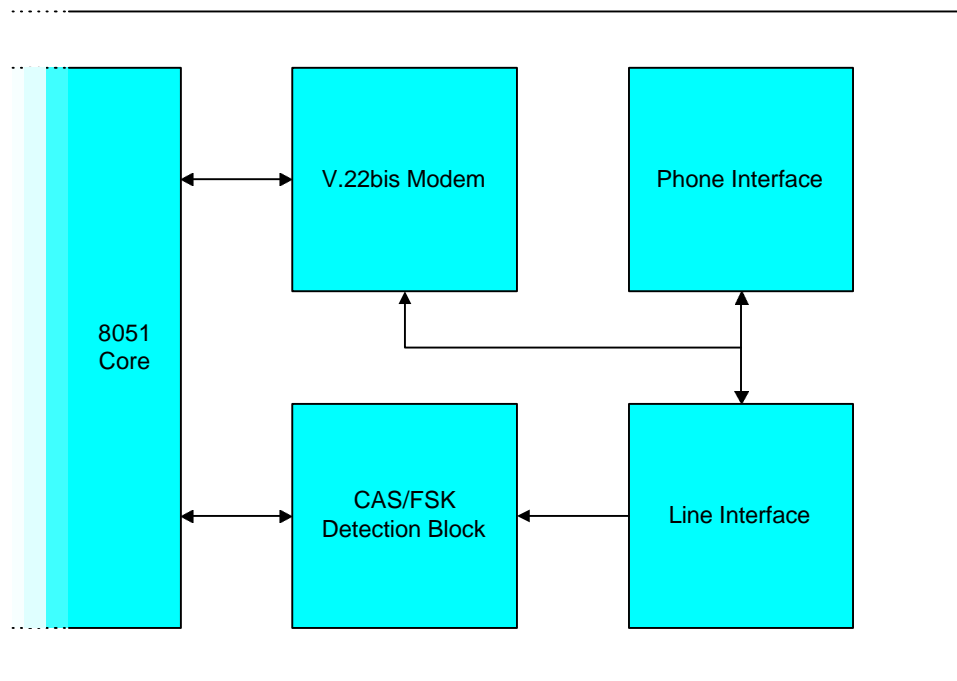 V.22bis Modem
Phone Interface
8051
Core
CAS/FSK
Detection Block
Line Interface